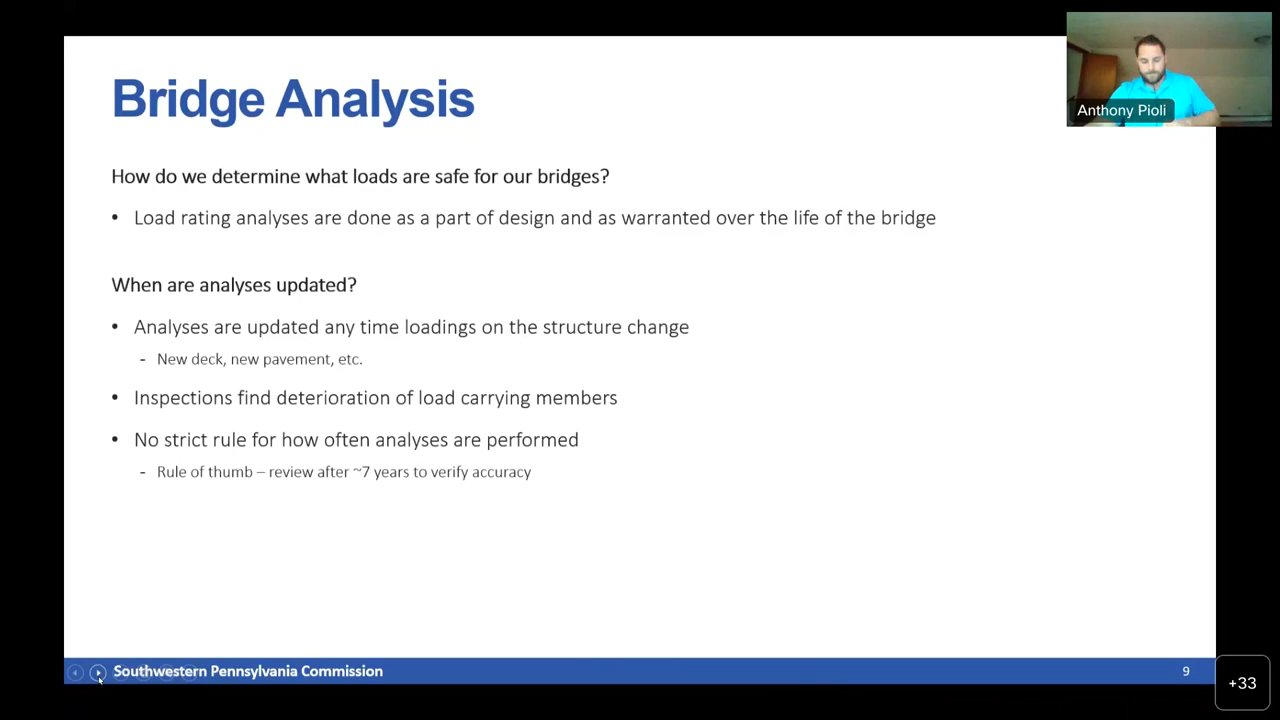 Bridge Analysis
Anthony Pioli
How do we determine what loads are safe for our bridges?
• Load rating analyses are done as a part of design and as warranted over the life of the bridge
When are analyses updated?
• Analyses are updated any time loadings on the structure change
- New deck, new pavement, etc.
• Inspections find deterioration of load carrying members
• No strict rule for how often analyses are performed
- Rule of thumb – review after ~7 years to verify accuracy
Southwestern Pennsylvania Commission
9
+33